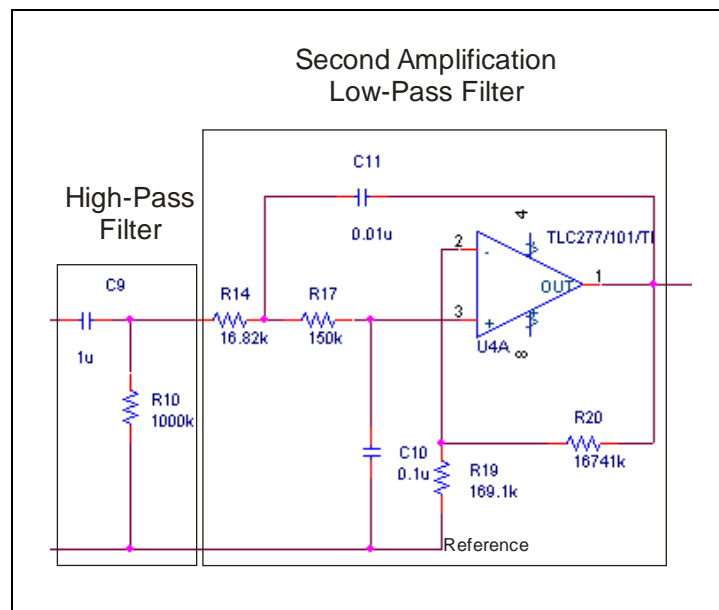 Second Amplification
Low-Pass Filter
High-Pass
Filter
C11
0.01u
C9
1u
R10
1000k
R14
16.82k
R17
150k
C10
0.1u
2
3
4
8
1
-
+
OUT
TLC277/101/TI
U4A
R19
169.1k
R20
16741k
Reference